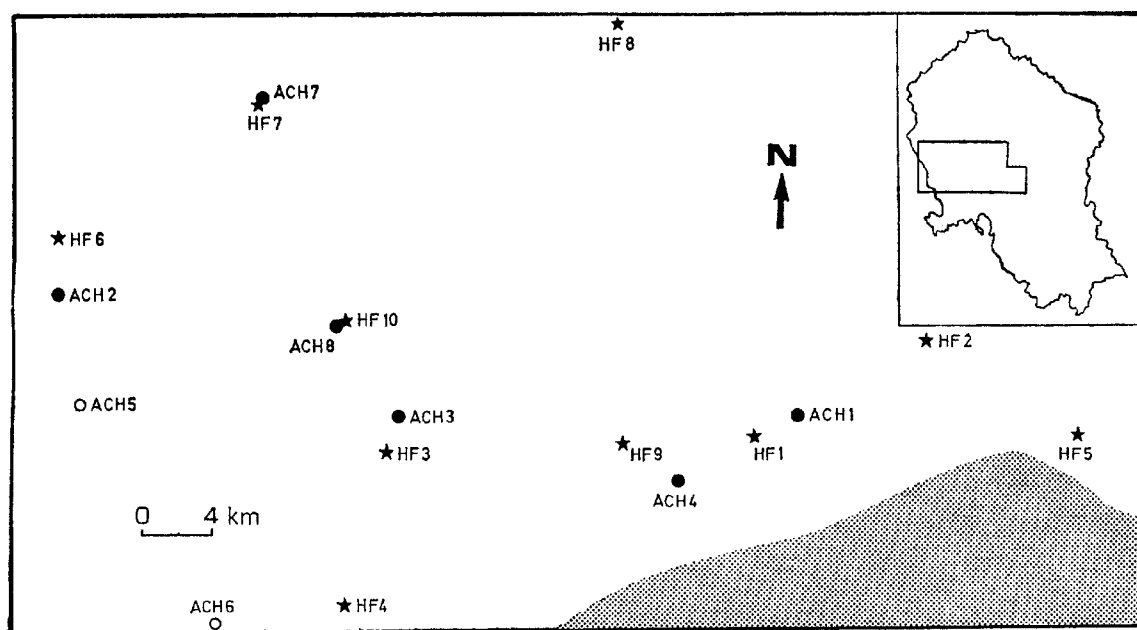 HF8
ACH7
HF7
N
HF6
ACH2
HF10
ACH8
HF2
ACH5
ACH3
ACH1
HF3
HF9
HF1
HF5
ACH4
0 4 km
ACH6
HF4